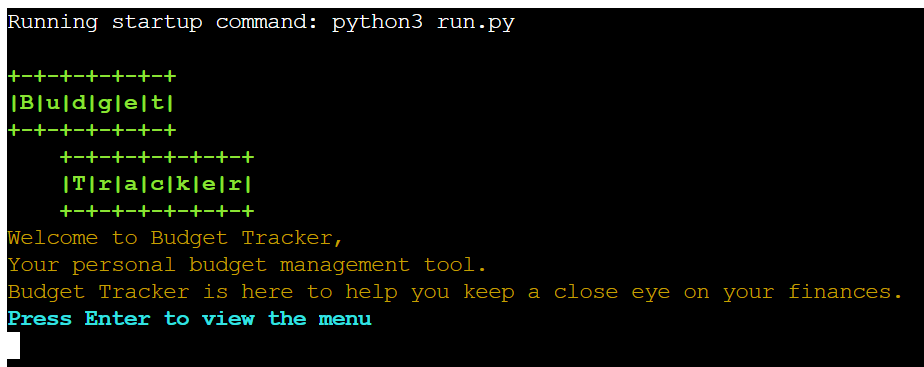 Running startup command: python3 run.py
+-+-+-+-+-+-+
|B|u|d|g|e|t|
+-+-+-+-+-+-+
    +-+-+-+-+-+-+-+
    |T|r|a|c|k|e|r|
    +-+-+-+-+-+-+-+
Welcome to Budget Tracker,
Your personal budget management tool.
Budget Tracker is here to help you keep a close eye on your finances.
Press Enter to view the menu